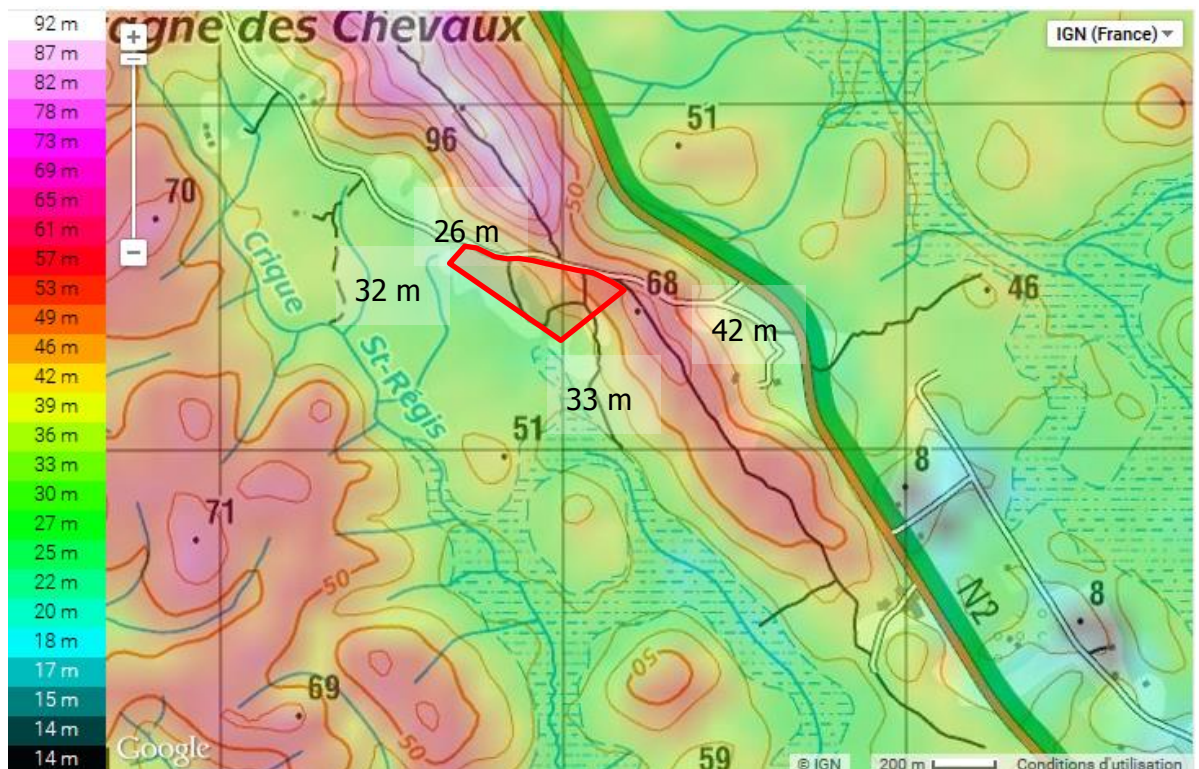 92 m
87 m
82 m
78 m
73 m
69 m
65 m
61 m
57 m
53 m
49 m
46 m
42 m
39 m
36 m
33 m
30 m
27 m
25 m
22 m
20 m
18 m
17 m
15 m
14 m
14 m
agne des Chevaux
IGN (France)
51
96
70
50
26 m
32 m
68
46
42 m
Crique
St-Régis
33 m
51
8
71
50
N2
8
50
69
50
59
Google
© IGN
200 m
Conditions d'utilisation